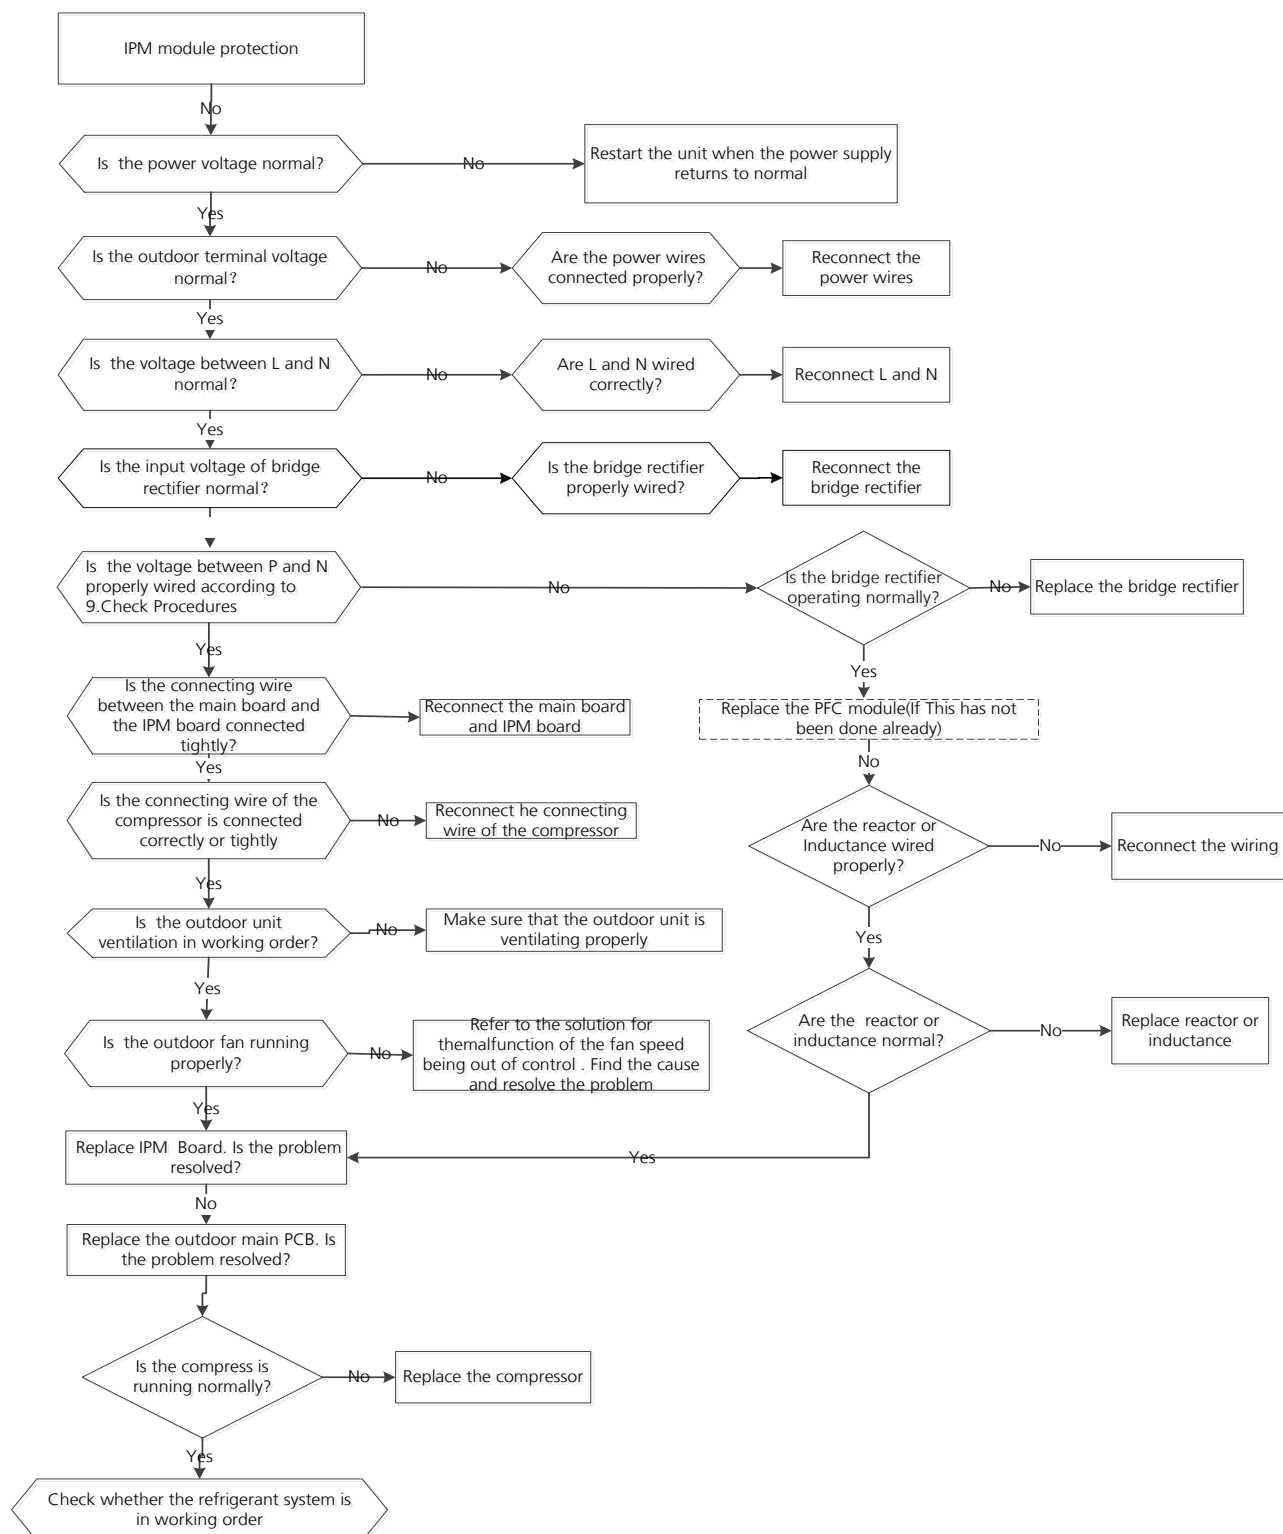 IPM module protection
No
Is the power voltage normal?
No
Restart the unit when the power supply
returns to normal
Yes
Is the outdoor terminal voltage
normal?
No
Are the power wires
connected properly?
Reconnect the
power wires
Yes
Is the voltage between L and N
normal?
No
Are L and N wired
correctly?
Reconnect L and N
Yes
Is the input voltage of bridge
rectifier normal?
No
Is the bridge rectifier
properly wired?
Reconnect the
bridge rectifier
Is the voltage between P and N
properly wired according to
9.Check Procedures
No
Is the bridge rectifier
operating normally?
No
Replace the bridge rectifier
Yes
Yes
Is the connecting wire
between the main board and
the IPM board connected
tightly?
Reconnect the main board
and IPM board
Replace the PFC module(If This has not
been done already)
Yes
No
Is the connecting wire of the
compressor is connected
correctly or tightly
No
Reconnect he connecting
wire of the compressor
Are the reactor or
Inductance wired
properly?
No
Reconnect the wiring
Yes
Is the outdoor unit
ventilation in working order?
No
Make sure that the outdoor unit is
ventilating properly
Yes
Yes
Are the reactor or
inductance normal?
No
Replace reactor or
inductance
Is the outdoor fan running
properly?
No
Refer to the solution for
themalfunction of the fan speed
being out of control . Find the cause
and resolve the problem
Yes
Replace IPM Board. Is the problem
resolved?
Yes
No
Replace the outdoor main PCB. Is
the problem resolved?
Is the compress is
running normally?
No
Replace the compressor
Yes
Check whether the refrigerant system is
in working order